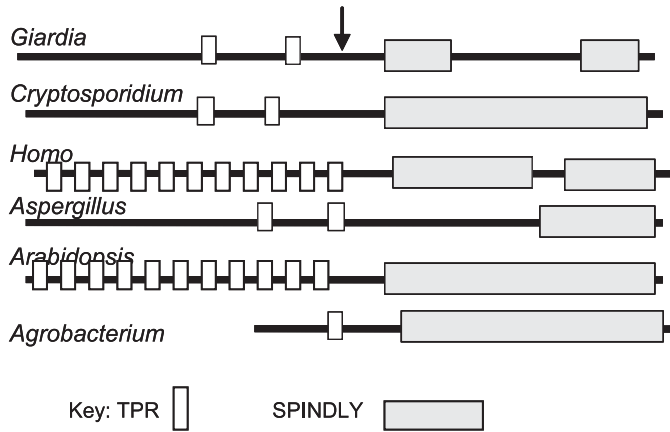 Giardia
Cryptosporidium
Homo
Aspergillus
Arabidopsis
Agrobacterium
Key: TPR SPINDLY